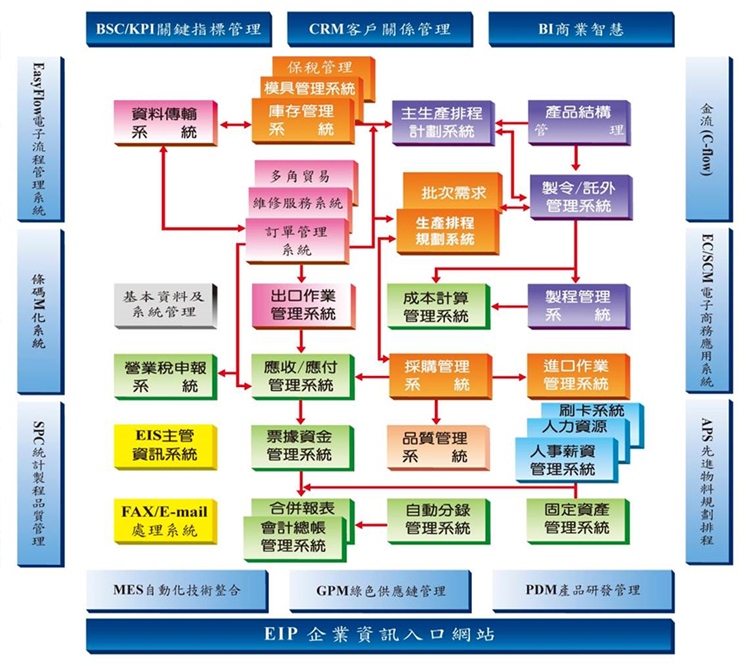 BSC/KPI關鍵指標管理
CRM客戶關係管理
BI商業智慧
EasyFlow電子流程管理系統
條碼M化系統
SPC統計製程品質管理
保稅管理
模具管理系統
庫存管理
系 統
資料傳輸
系 統
主生產排程
計劃系統
產品結構
管 理
多角貿易
維修服務系統
訂單管理
系統
批次需求
生產排程
規劃系統
製令/託外
管理系統
基本資料及
系統管理
出口作業
管理系統
成本計算
管理系統
製程管理
系 統
營業稅申報
系 統
應收/應付
管理系統
採購管理
系 統
進口作業
管理系統
EIS主管
資訊系統
票據資金
管理系統
品質管理
系 統
刷卡系統
人力資源
人事薪資
管理系統
FAX/E-mail
處理系統
合併報表
會計總帳
管理系統
自動分錄
管理系統
固定資產
管理系統
金流(C-flow)
EC/SCM電子商務應用系統
APS先進物料規劃排程
MES自動化技術整合
GPM綠色供應鏈管理
PDM產品研發管理
EIP 企業資訊入口網站